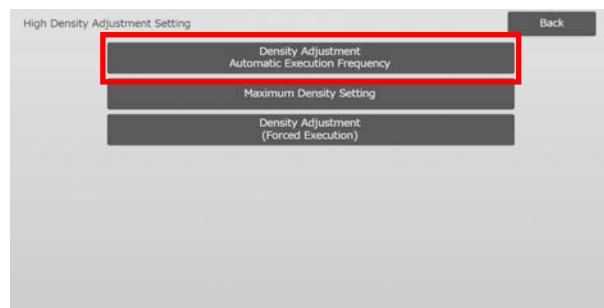 High Density Adjustment Setting
Back
Density Adjustment
Automatic Execution Frequency
Maximum Density Setting
Density Adjustment
(Forced Execution)